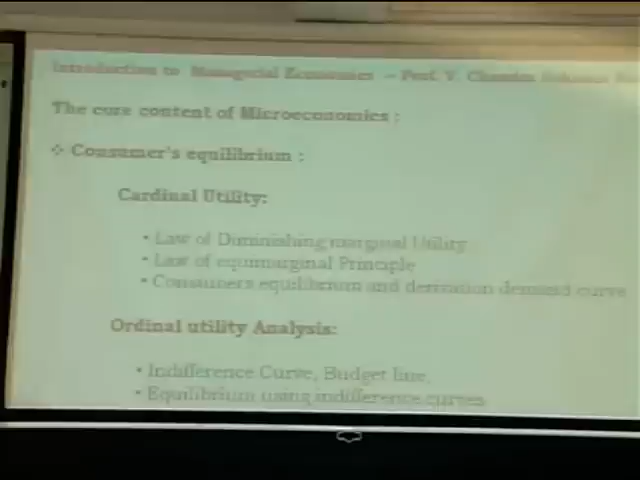 Introduction to Managerial Economics – Prof. V. Chandra
The core content of Microeconomics :
❖ Consumer's equilibrium :
Cardinal Utility:
• Law of Diminishing marginal Utility
• Law of equimarginal Principle
• Consumers equilibrium and derivation demand curve
Ordinal utility Analysis:
• Indifference Curve, Budget line,
• Equilibrium using indifference curves